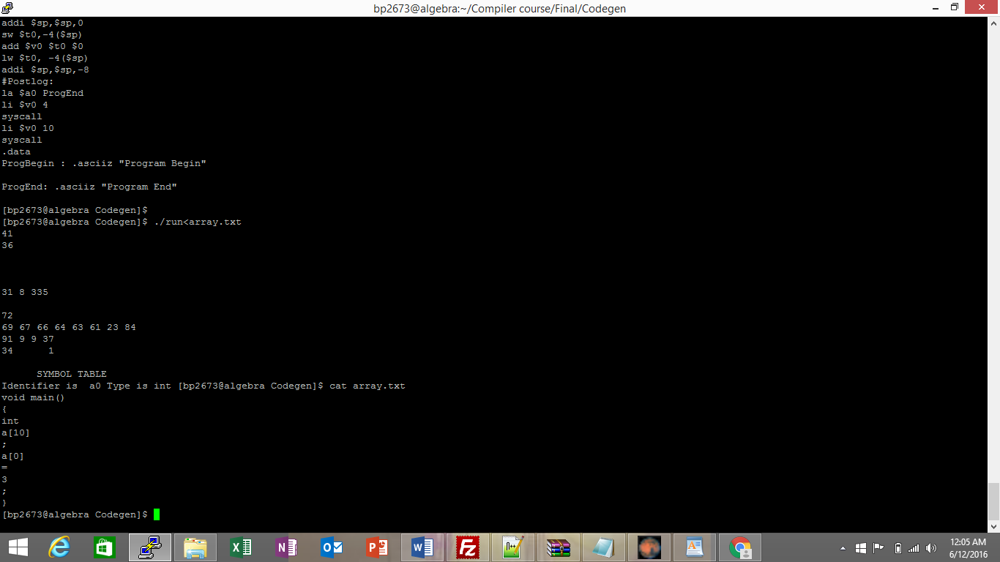 bp2673@algebra:~/Compiler course/Final/Codegen
addi $sp,$sp,0
sw $t0,-4($sp)
add $v0 $t0 $0
lw $t0, -4($sp)
addi $sp,$sp,-8
#Postlog:
la $a0 ProgEnd
li $v0 4
syscall
li $v0 10
syscall
.data
ProgBegin : .asciiz "Program Begin"
ProgEnd: .asciiz "Program End"
[bp2673@algebra Codegen]$
[bp2673@algebra Codegen]$ ./run<array.txt
41
36
31 8 335
72
69 67 66 64 63 61 23 84
91 9 9 37
34      1
SYMBOL TABLE
Identifier is  a0 Type is int [bp2673@algebra Codegen]$ cat array.txt
void main()
{
int
a[10]
;
a[0]
=
3
;
}
[bp2673@algebra Codegen]$
12:05 AM
6/12/2016